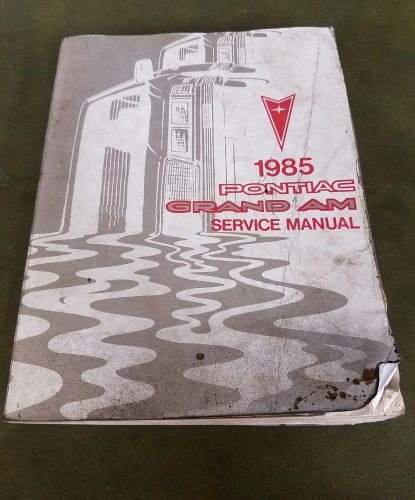 1985
PONTIAC
GRAND AM
SERVICE MANUAL